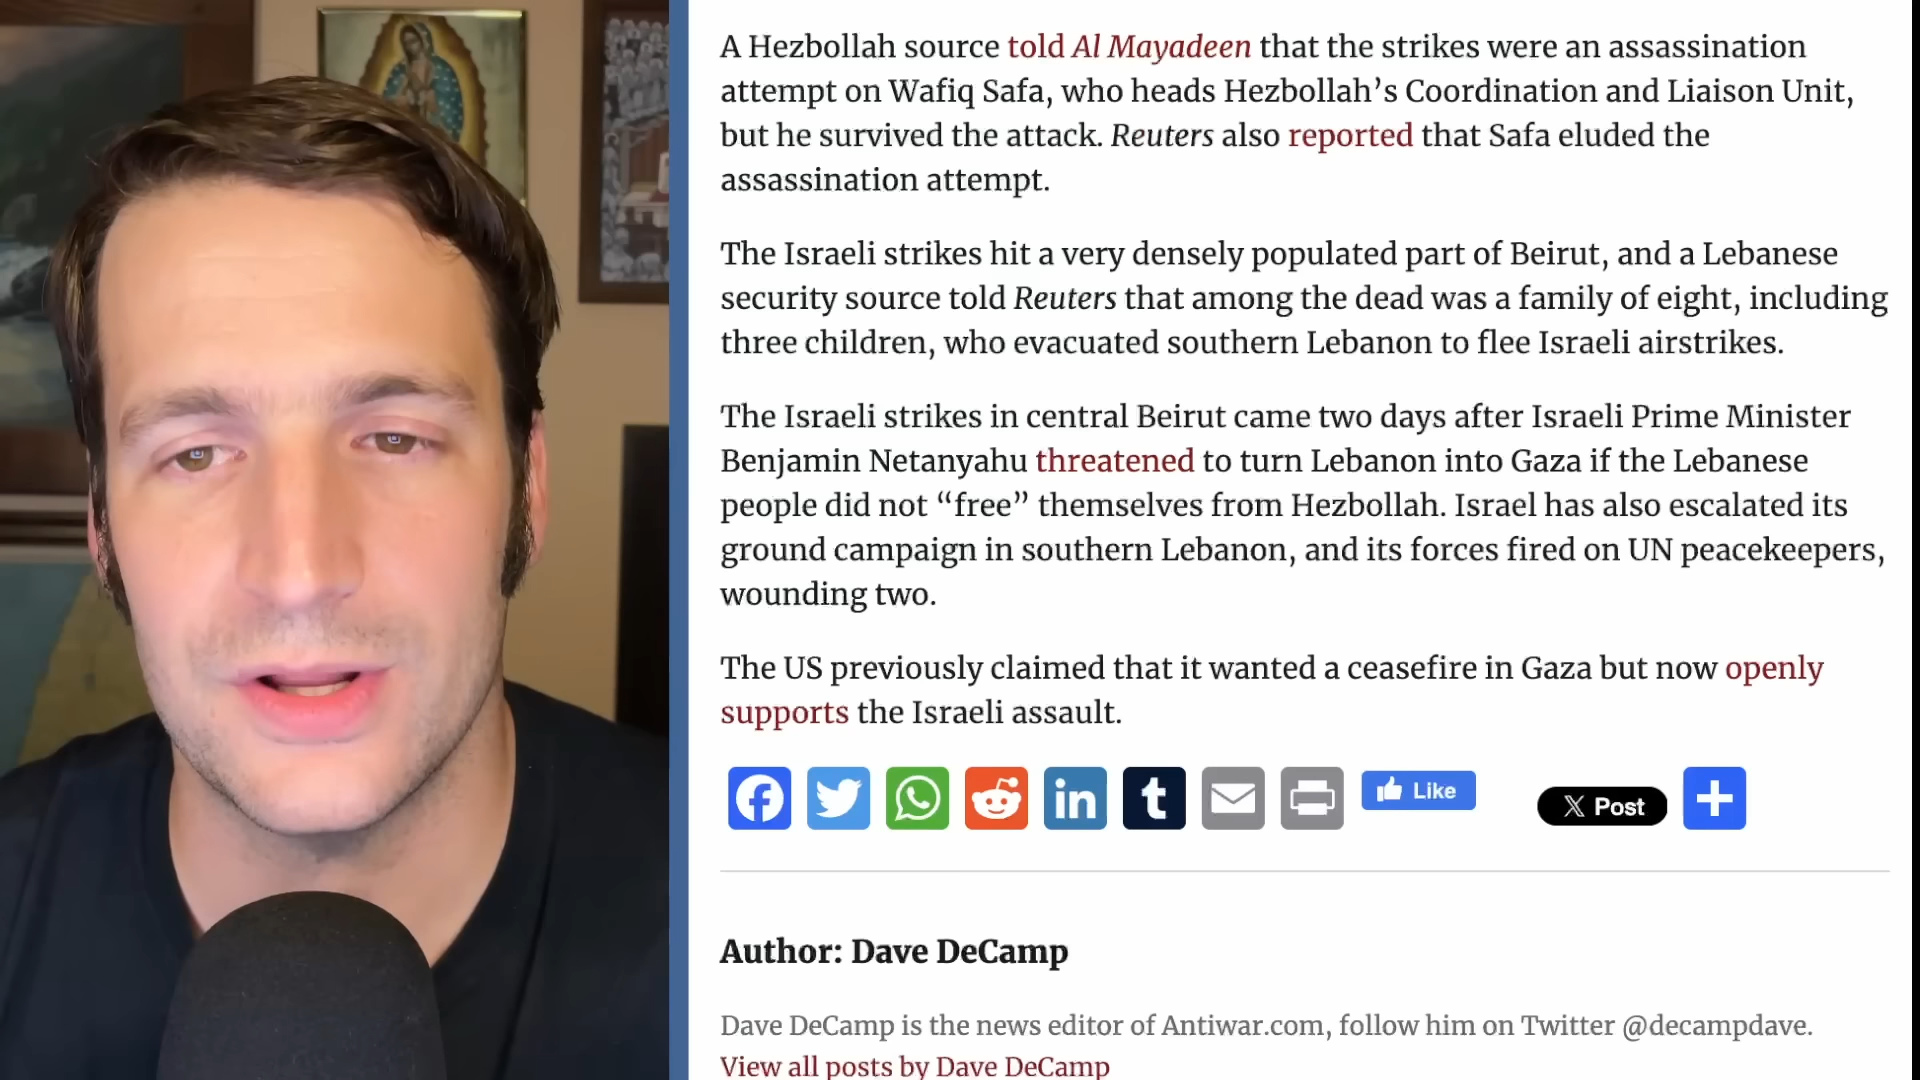 A Hezbollah source told Al Mayadeen that the strikes were an assassination
attempt on Wafiq Safa, who heads Hezbollah’s Coordination and Liaison Unit,
but he survived the attack. Reuters also reported that Safa eluded the
assassination attempt.
The Israeli strikes hit a very densely populated part of Beirut, and a Lebanese
security source told Reuters that among the dead was a family of eight, including
three children, who evacuated southern Lebanon to flee Israeli airstrikes.
The Israeli strikes in central Beirut came two days after Israeli Prime Minister
Benjamin Netanyahu threatened to turn Lebanon into Gaza if the Lebanese
people did not “free” themselves from Hezbollah. Israel has also escalated its
ground campaign in southern Lebanon, and its forces fired on UN peacekeepers,
wounding two.
The US previously claimed that it wanted a ceasefire in Gaza but now openly
supports the Israeli assault.
Like
X Post
Author: Dave DeCamp
Dave DeCamp is the news editor of Antiwar.com, follow him on Twitter @decampdave.
View all posts by Dave DeCamp